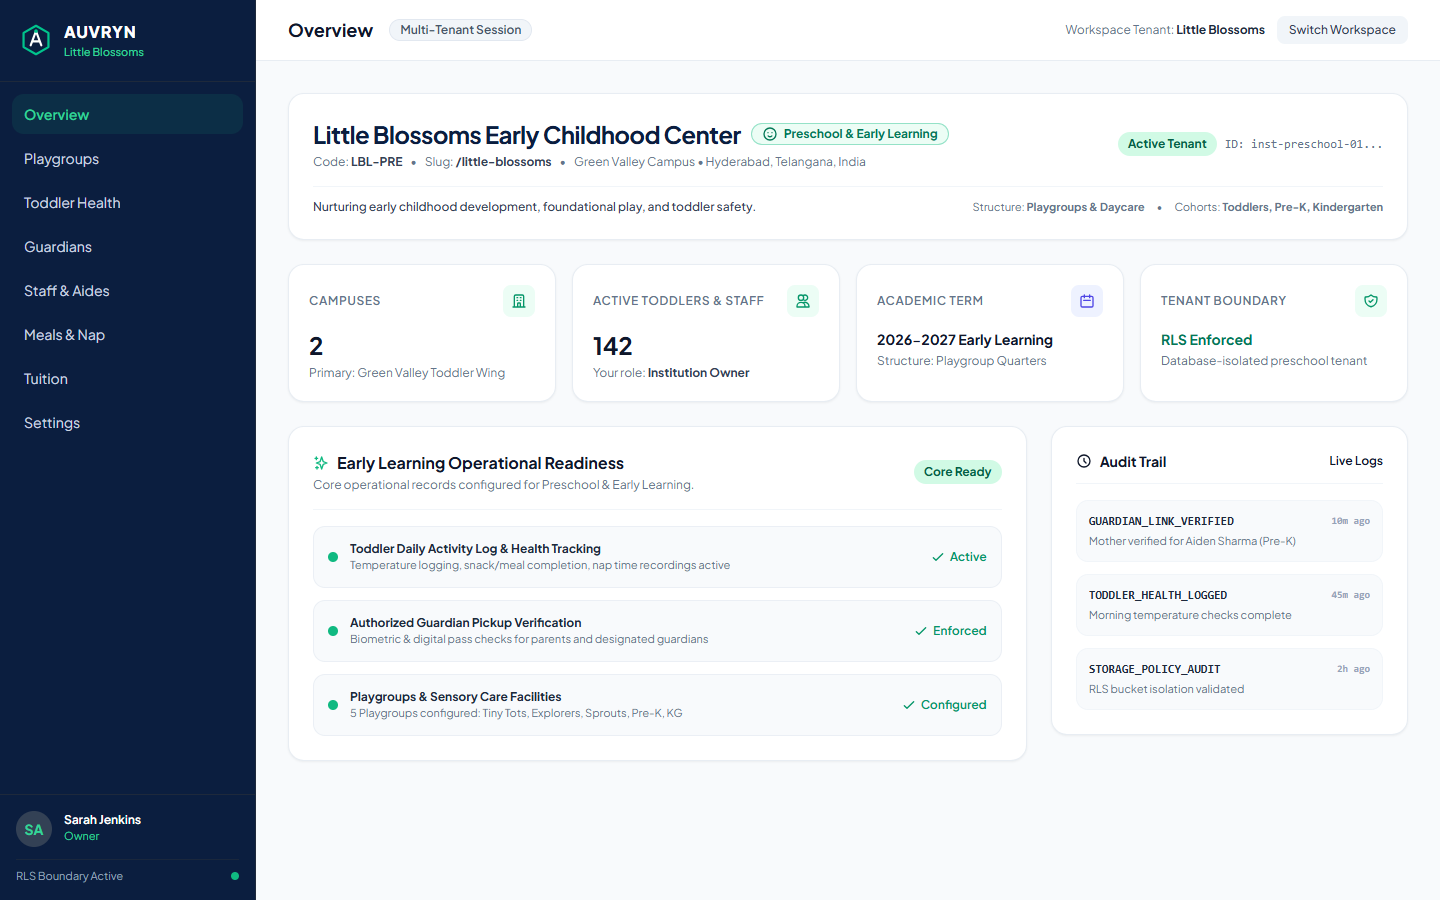 AUVRYN
Little Blossoms
Overview
Playgroups
Toddler Health
Guardians
Staff & Aides
Meals & Nap
Tuition
Settings
SA
Sarah Jenkins
Owner
RLS Boundary Active
Overview
Multi-Tenant Session
Workspace Tenant: Little Blossoms
Switch Workspace
Little Blossoms Early Childhood Center
Preschool & Early Learning
Code: LBL-PRE • Slug: /little-blossoms • Green Valley Campus • Hyderabad, Telangana, India
Active Tenant
ID: inst-preschool-01...
Nurturing early childhood development, foundational play, and toddler safety.
Structure: Playgroups & Daycare • Cohorts: Toddlers, Pre-K, Kindergarten
CAMPUSES
2
Primary: Green Valley Toddler Wing
ACTIVE TODDLERS & STAFF
142
Your role: Institution Owner
ACADEMIC TERM
2026-2027 Early Learning
Structure: Playgroup Quarters
TENANT BOUNDARY
RLS Enforced
Database-isolated preschool tenant
Early Learning Operational Readiness
Core operational records configured for Preschool & Early Learning.
Core Ready
Toddler Daily Activity Log & Health Tracking
Temperature logging, snack/meal completion, nap time recordings active
Active
Authorized Guardian Pickup Verification
Biometric & digital pass checks for parents and designated guardians
Enforced
Playgroups & Sensory Care Facilities
5 Playgroups configured: Tiny Tots, Explorers, Sprouts, Pre-K, KG
Configured
Audit Trail
Live Logs
GUARDIAN_LINK_VERIFIED
10m ago
Mother verified for Aiden Sharma (Pre-K)
TODDLER_HEALTH_LOGGED
45m ago
Morning temperature checks complete
STORAGE_POLICY_AUDIT
2h ago
RLS bucket isolation validated